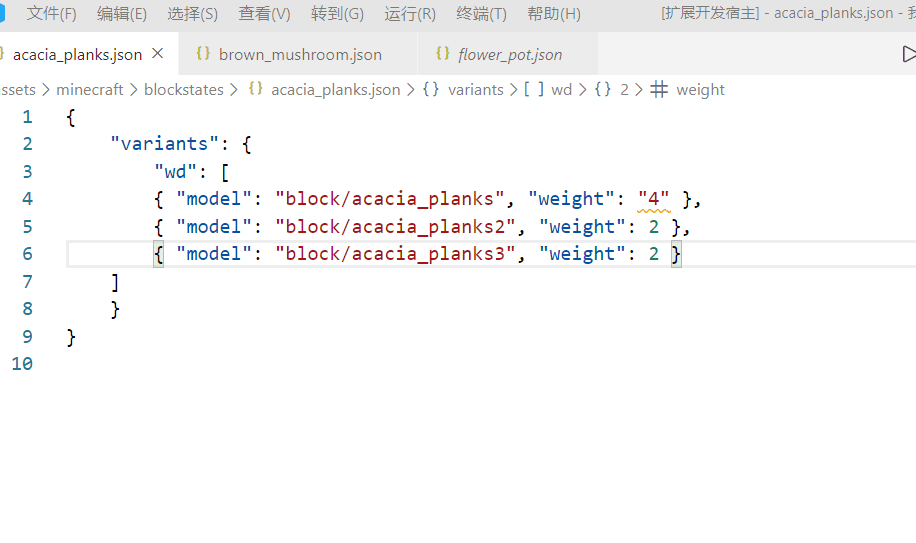 文件(F) 编辑(E) 选择(S) 查看(V) 转到(G) 运行(R) 终端(T) 帮助(H) [扩展开发宿主] - acacia_planks.json -
{} acacia_planks.json × {} brown_mushroom.json {} flower_pot.json
assets > minecraft > blockstates > {} acacia_planks.json > {} variants > [ ] wd > {} 2 > # weight
1 {
2 "variants": {
3 "wd": [
4 { "model": "block/acacia_planks", "weight": "4" },
5 { "model": "block/acacia_planks2", "weight": 2 },
6 { "model": "block/acacia_planks3", "weight": 2 }
7 ]
8 }
9 }
10